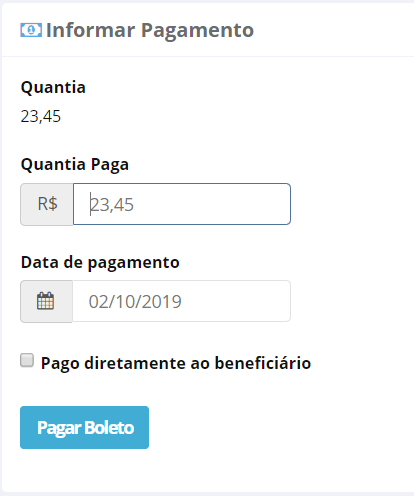 Informar Pagamento
Quantia
23,45
Quantia Paga
R$ 23,45
Data de pagamento
02/10/2019
Pago diretamente ao beneficiário
Pagar Boleto